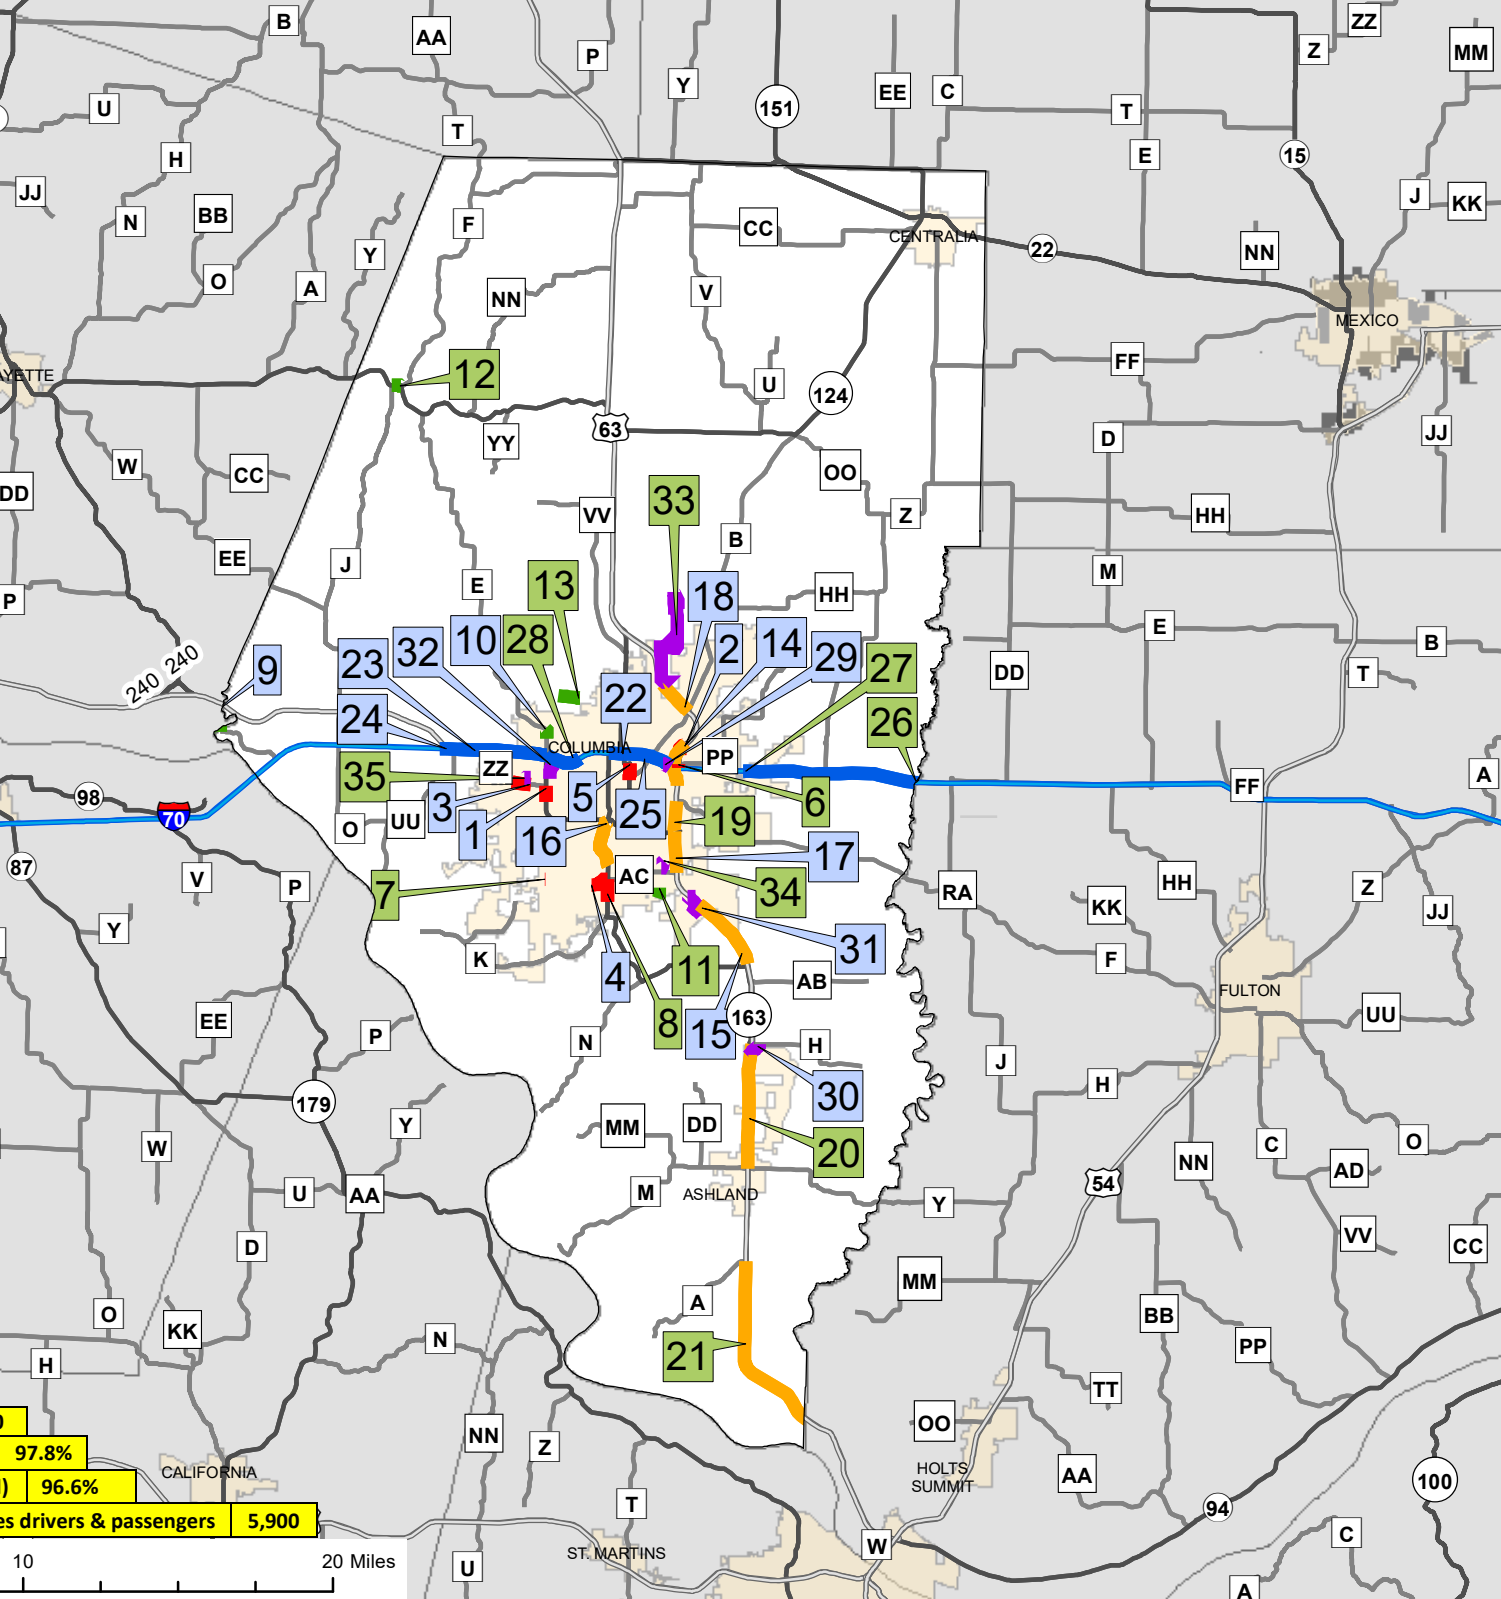 B
AA
P
ZZ
Z
MM
Y
151
EE
C
U
T
T
H
E
15
JJ
BB
N
J
KK
F
CC
CENTRALIA
22
NN
Y
O
A
NN
V
MEXICO
FF
AYETTE
12
U
124
63
YY
D
JJ
W
CC
OO
DD
33
VV
Z
HH
B
EE
J
M
13
E
18
HH
P
E
10
28
2
14
B
23
32
29
27
9
DD
T
240
240
22
24
26
COLUMBIA
PP
ZZ
35
A
FF
98
5
6
3
70
O
UU
25
19
1
16
17
87
V
AC
HH
P
7
34
RA
Z
KK
JJ
Y
31
K
F
4
11
AB
FULTON
EE
8
163
UU
15
P
N
H
J
30
H
179
Y
MM
DD
W
20
O
C
NN
AD
U
AA
M
ASHLAND
54
Y
VV
D
CC
MM
A
O
BB
KK
N
PP
H
21
TT
0
OO
97.8%
NN
Z
CALIFORNIA
HOLTS
SUMMIT
AA
100
l)
96.6%
T
94
es drivers & passengers
5,900
C
W
ST. MARTINS
10
20 Miles
U
A